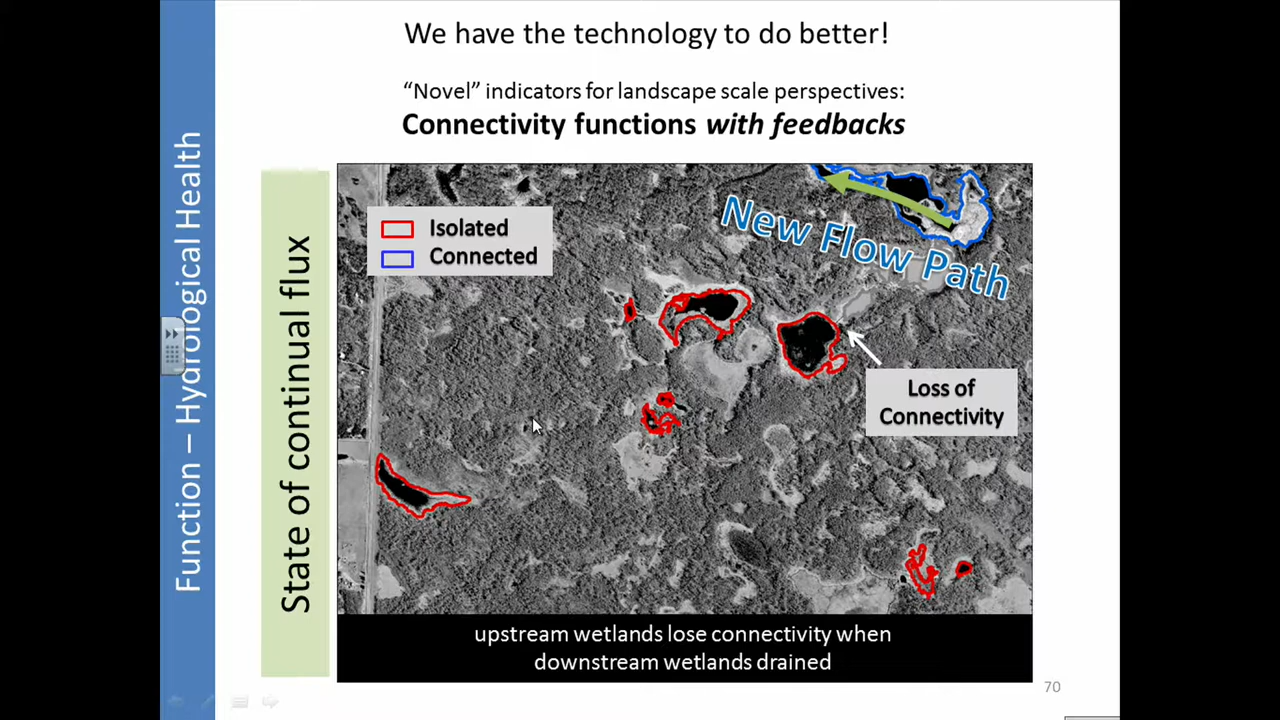 We have the technology to do better!
“Novel” indicators for landscape scale perspectives:
Connectivity functions with feedbacks
Function – Hydrological Health
State of continual flux
Isolated
Connected
New Flow Path
Loss of
Connectivity
upstream wetlands lose connectivity when
downstream wetlands drained
70